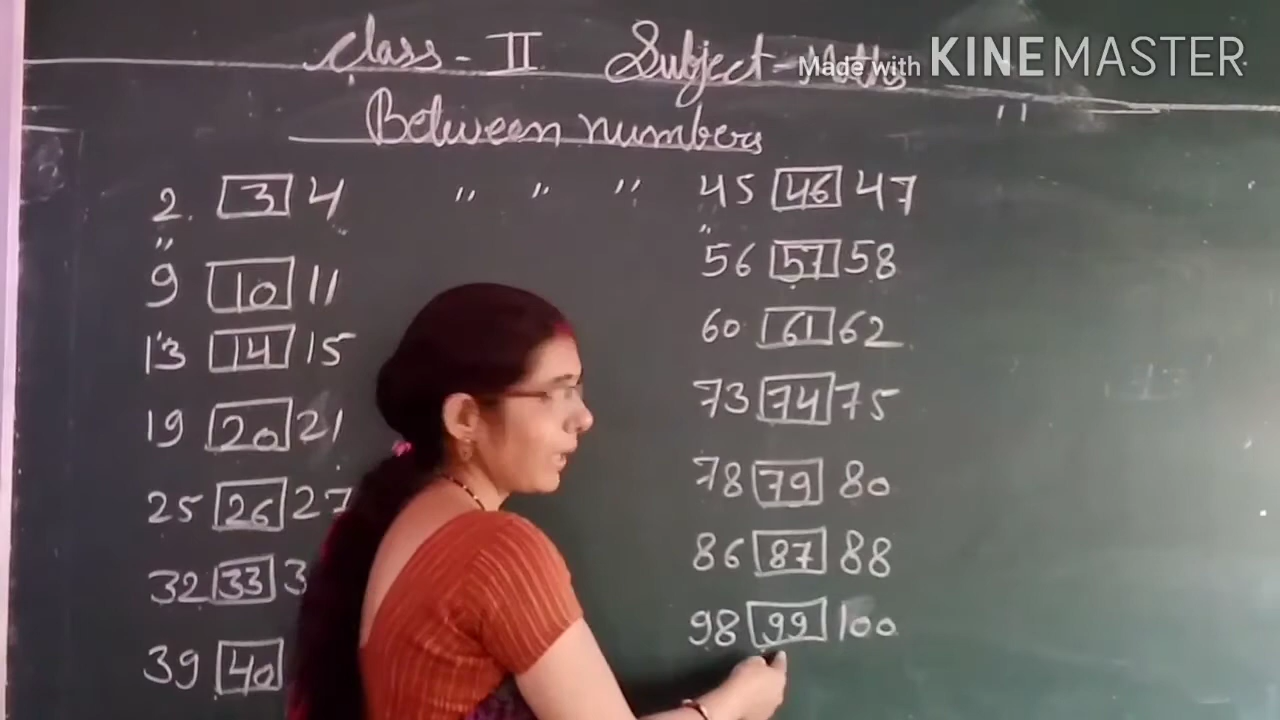 Class - II Subject - Maths
Made with KINEMASTER
Between numbers
2. 3 4
9 10 11
13 14 15
19 20 21
25 26 27
32 33 3
39 40
45 46 47
56 57 58
60 61 62
73 74 75
78 79 80
86 87 88
98 99 100